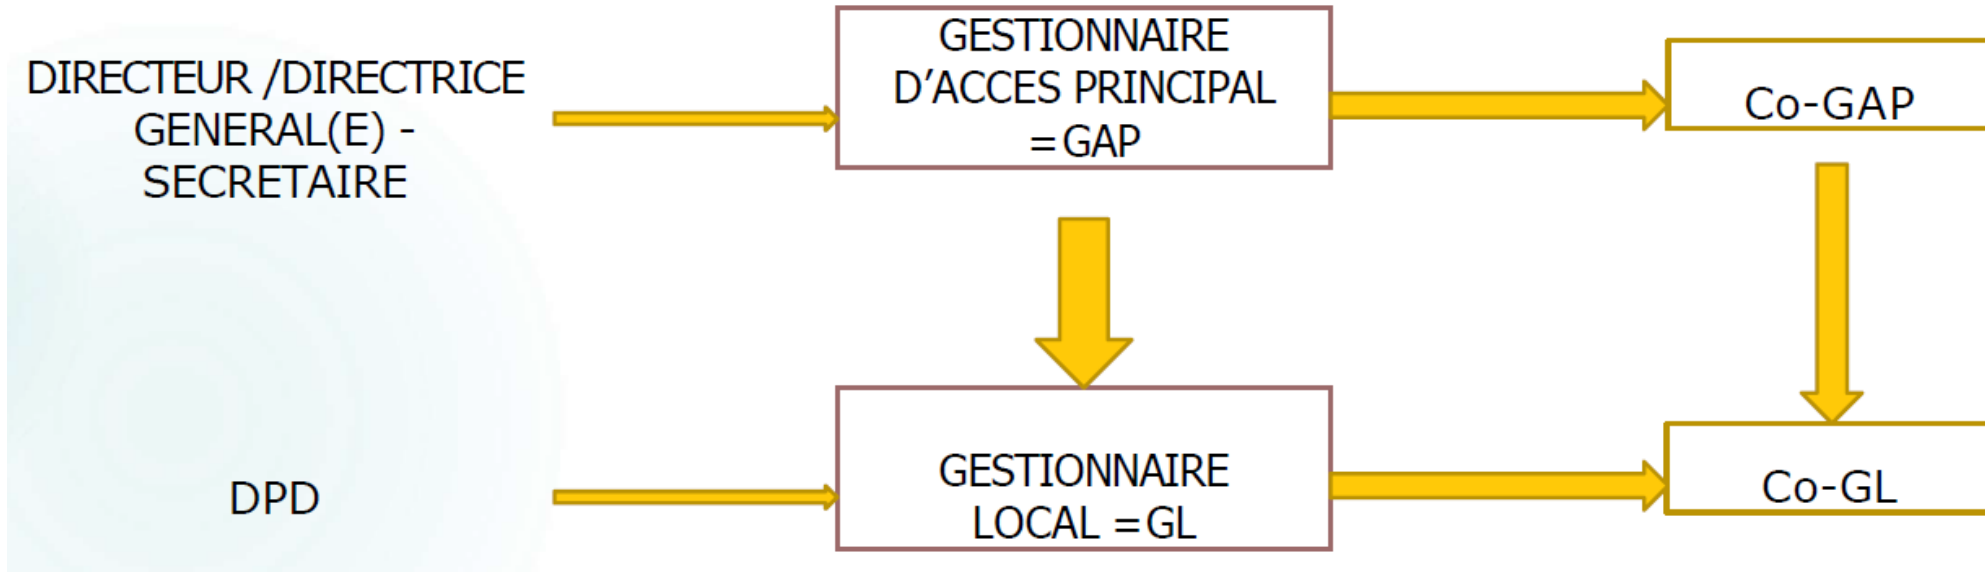 DIRECTEUR /DIRECTRICE
GENERAL(E) -
SECRETAIRE
GESTIONNAIRE
D'ACCES PRINCIPAL
=GAP
Co-GAP
DPD
GESTIONNAIRE
LOCAL =GL
Co-GL